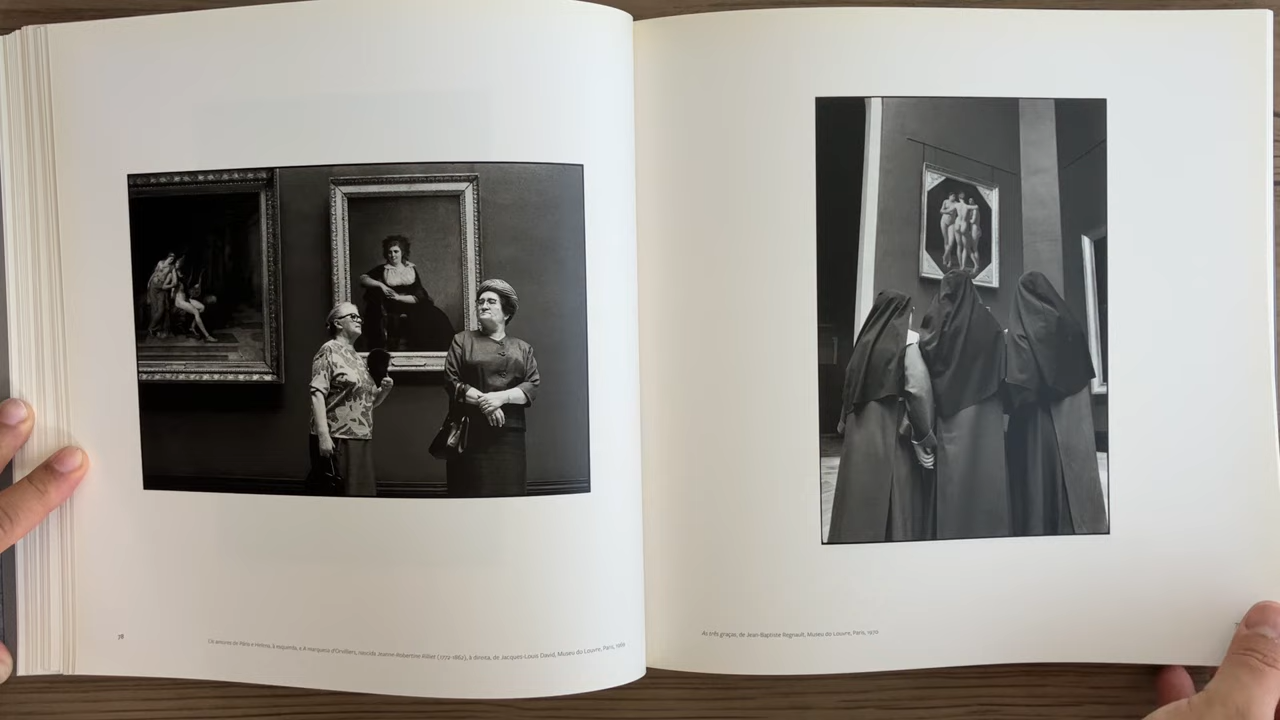 78
Os amores de Páris e Helena, à esquerda, e A marquesa d'Orvilliers, nascida Jeanne-Robertine Rilliet (1772-1862), à direita, de Jacques-Louis David, Museu do Louvre, Paris, 1969
As três graças, de Jean-Baptiste Regnault, Museu do Louvre, Paris, 1970